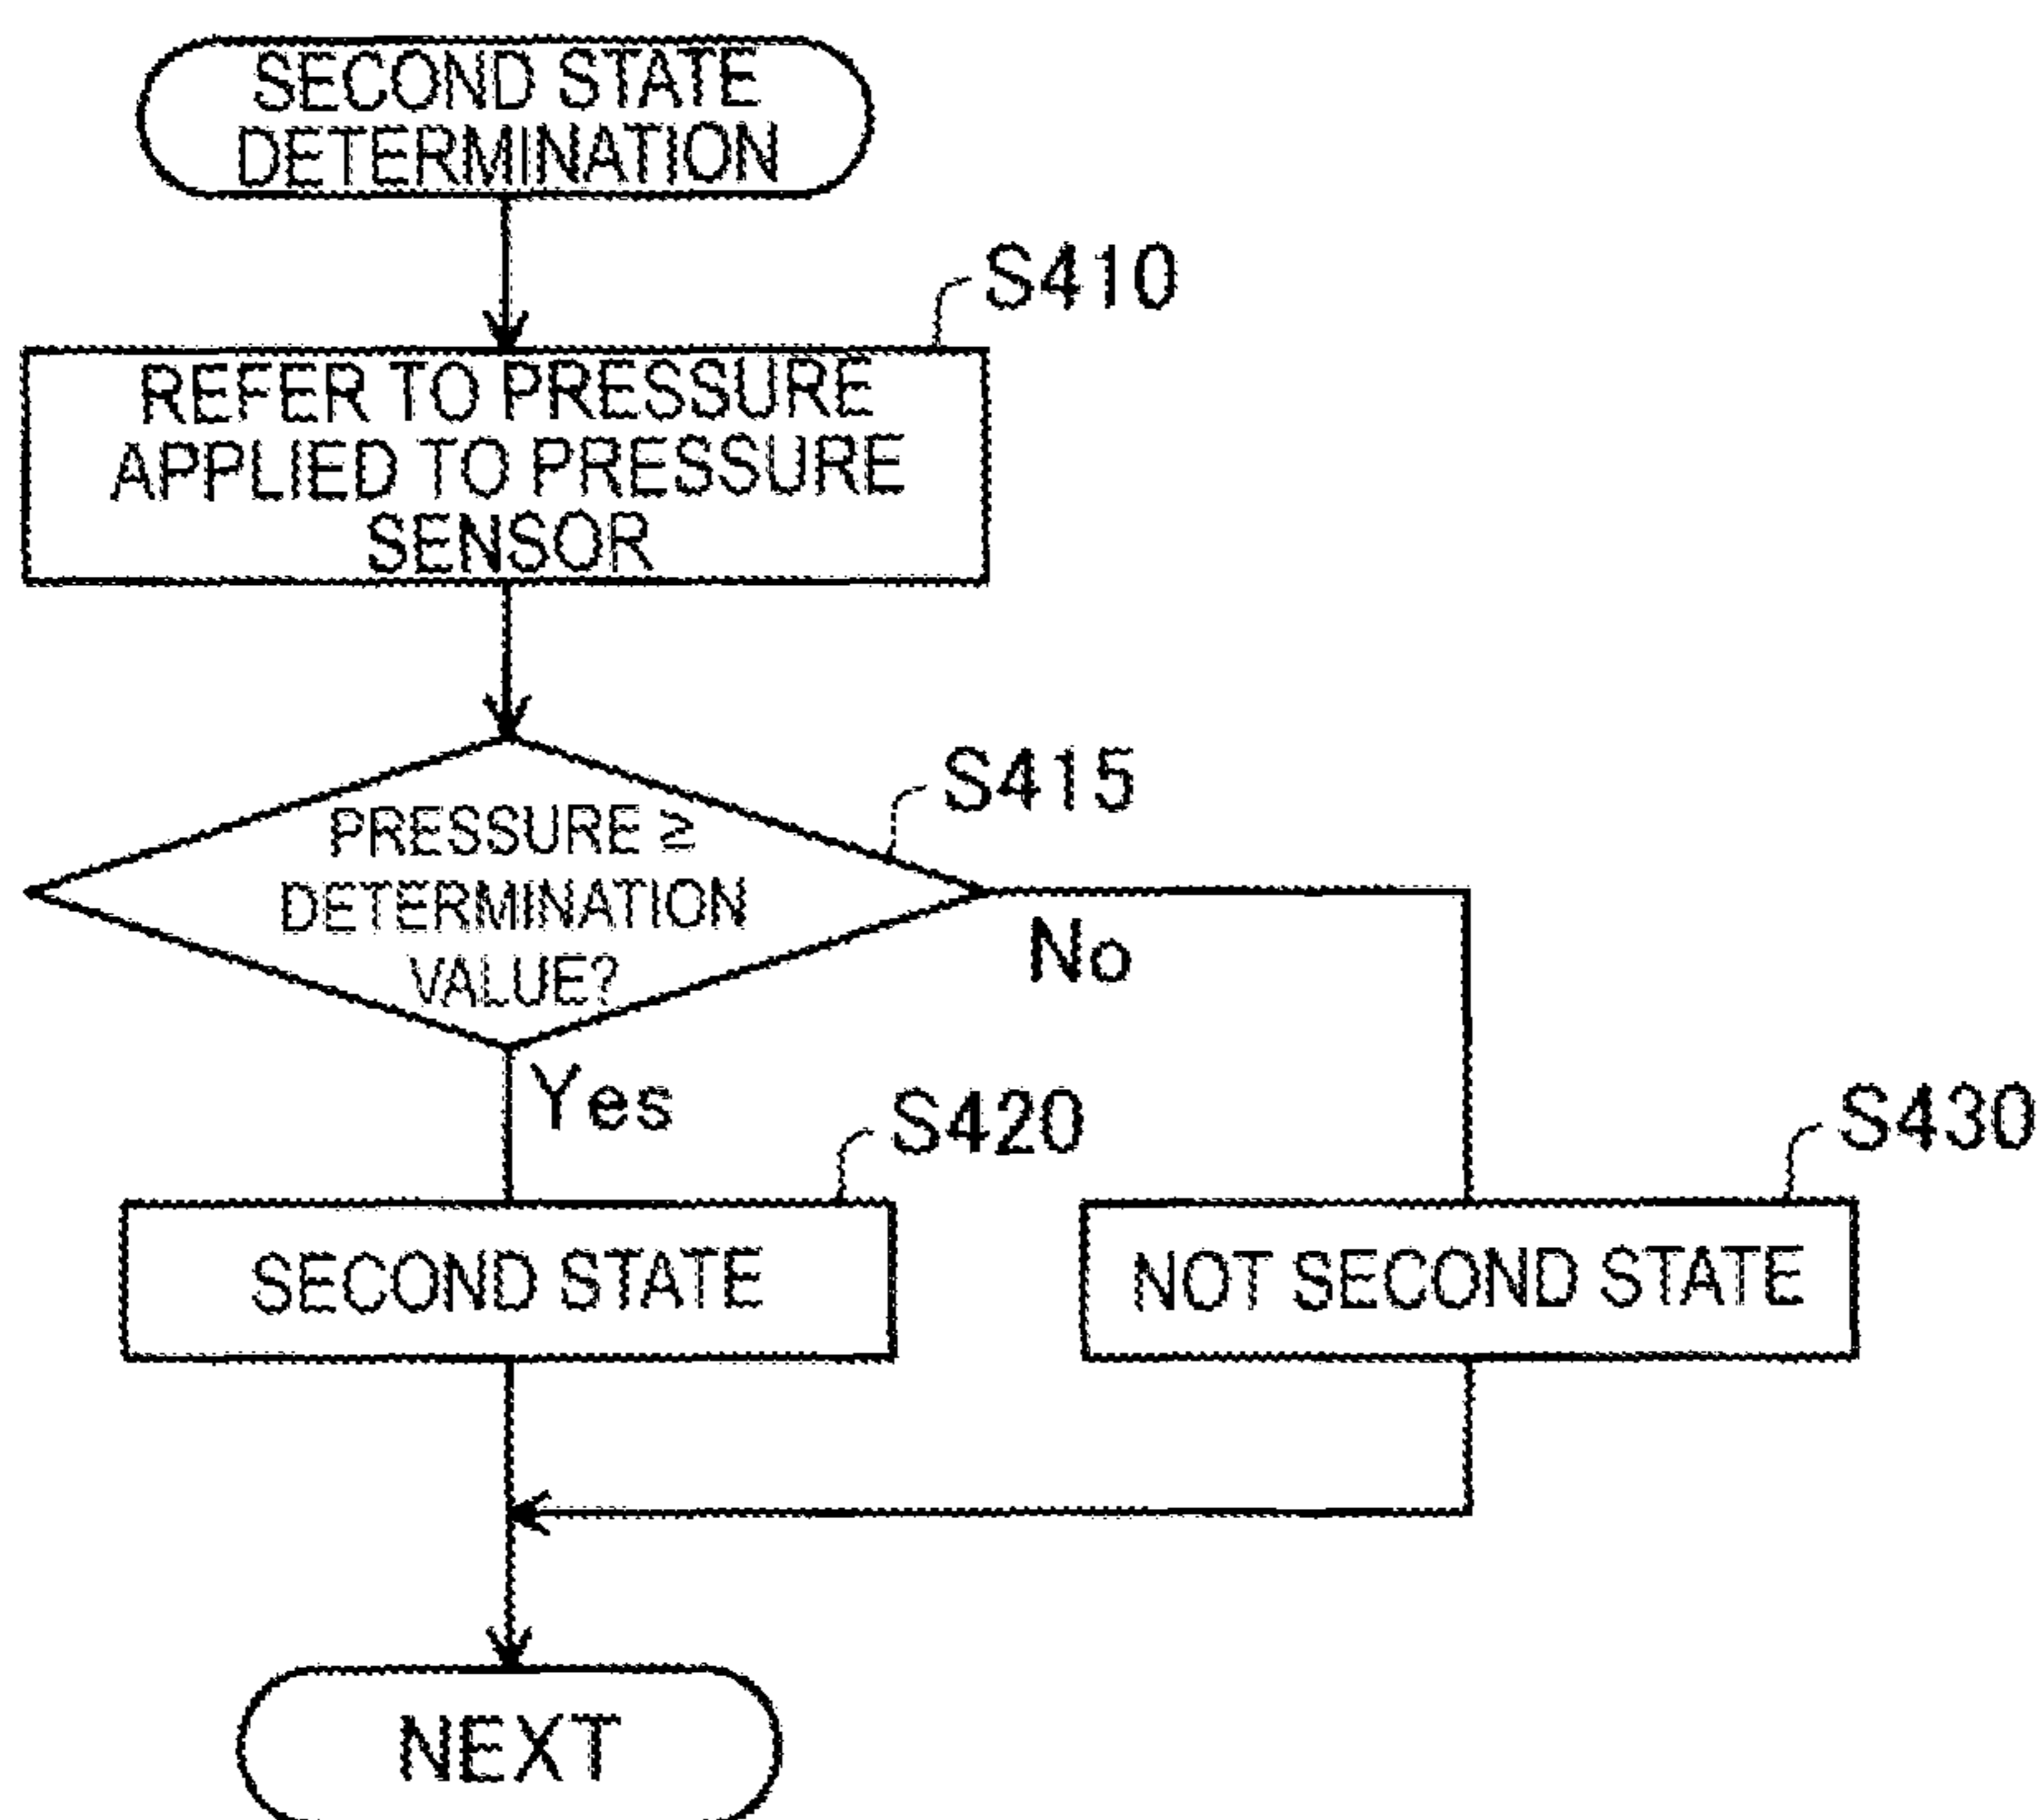 SECOND STATE
DETERMINATION
S410
REFER TO PRESSURE
APPLIED TO PRESSURE
SENSOR
S415
PRESSURE ≥
DETERMINATION
VALUE?
No
Yes
S420
S430
SECOND STATE
NOT SECOND STATE
NEXT